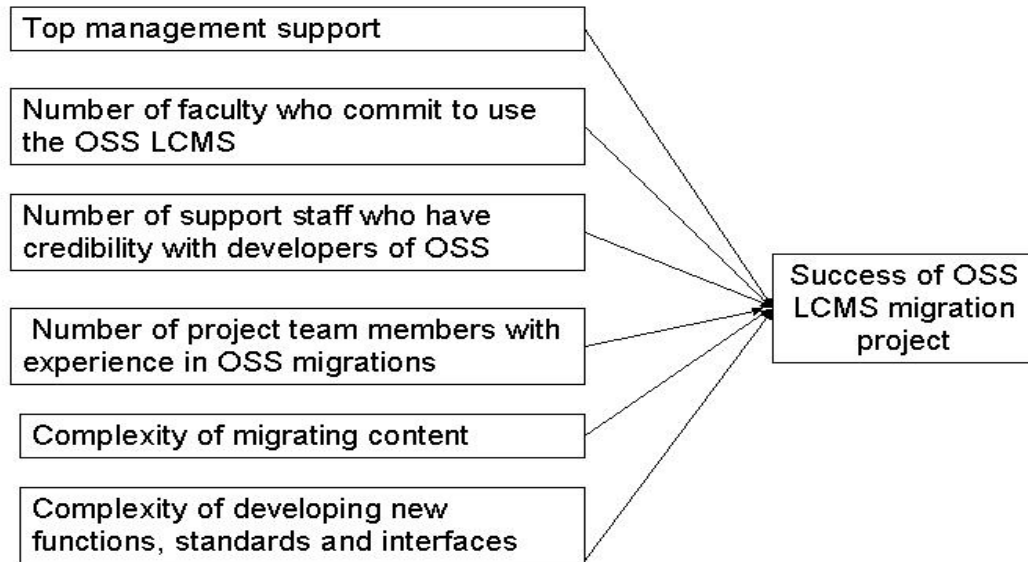 Top management support
Number of faculty who commit to use
the OSS LCMS
Number of support staff who have
credibility with developers of OSS
Number of project team members with
experience in OSS migrations
Complexity of migrating content
Complexity of developing new
functions, standards and interfaces
Success of OSS
LCMS migration
project